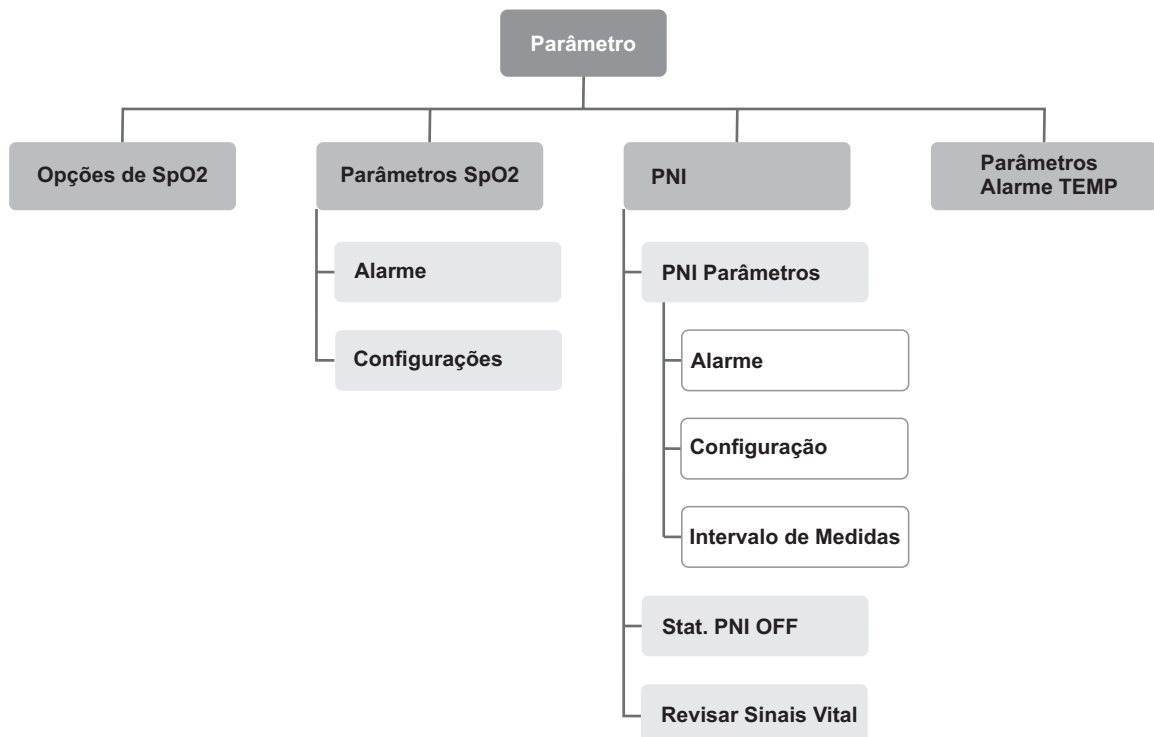 Parâmetro
Opções de SpO2
Parâmetros SpO2
PNI
Parâmetros
Alarme TEMP
Alarme
Configurações
PNI Parâmetros
Alarme
Configuração
Intervalo de Medidas
Stat. PNI OFF
Revisar Sinais Vital